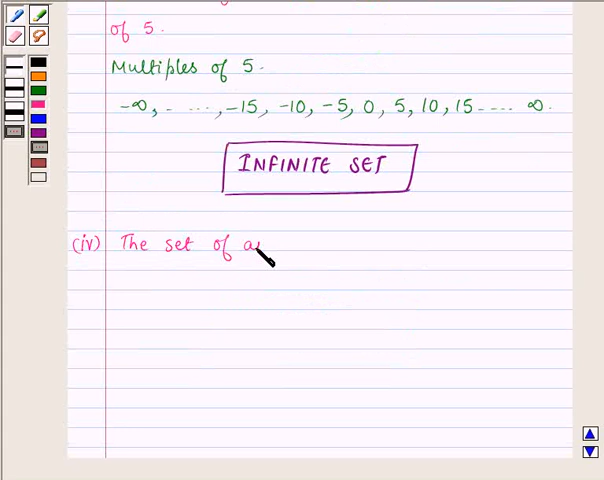 of 5.
Multiples of 5.
-∞, ....., -15, -10, -5, 0, 5, 10, 15 ..... ∞.
INFINITE SET
(iv) The set of a